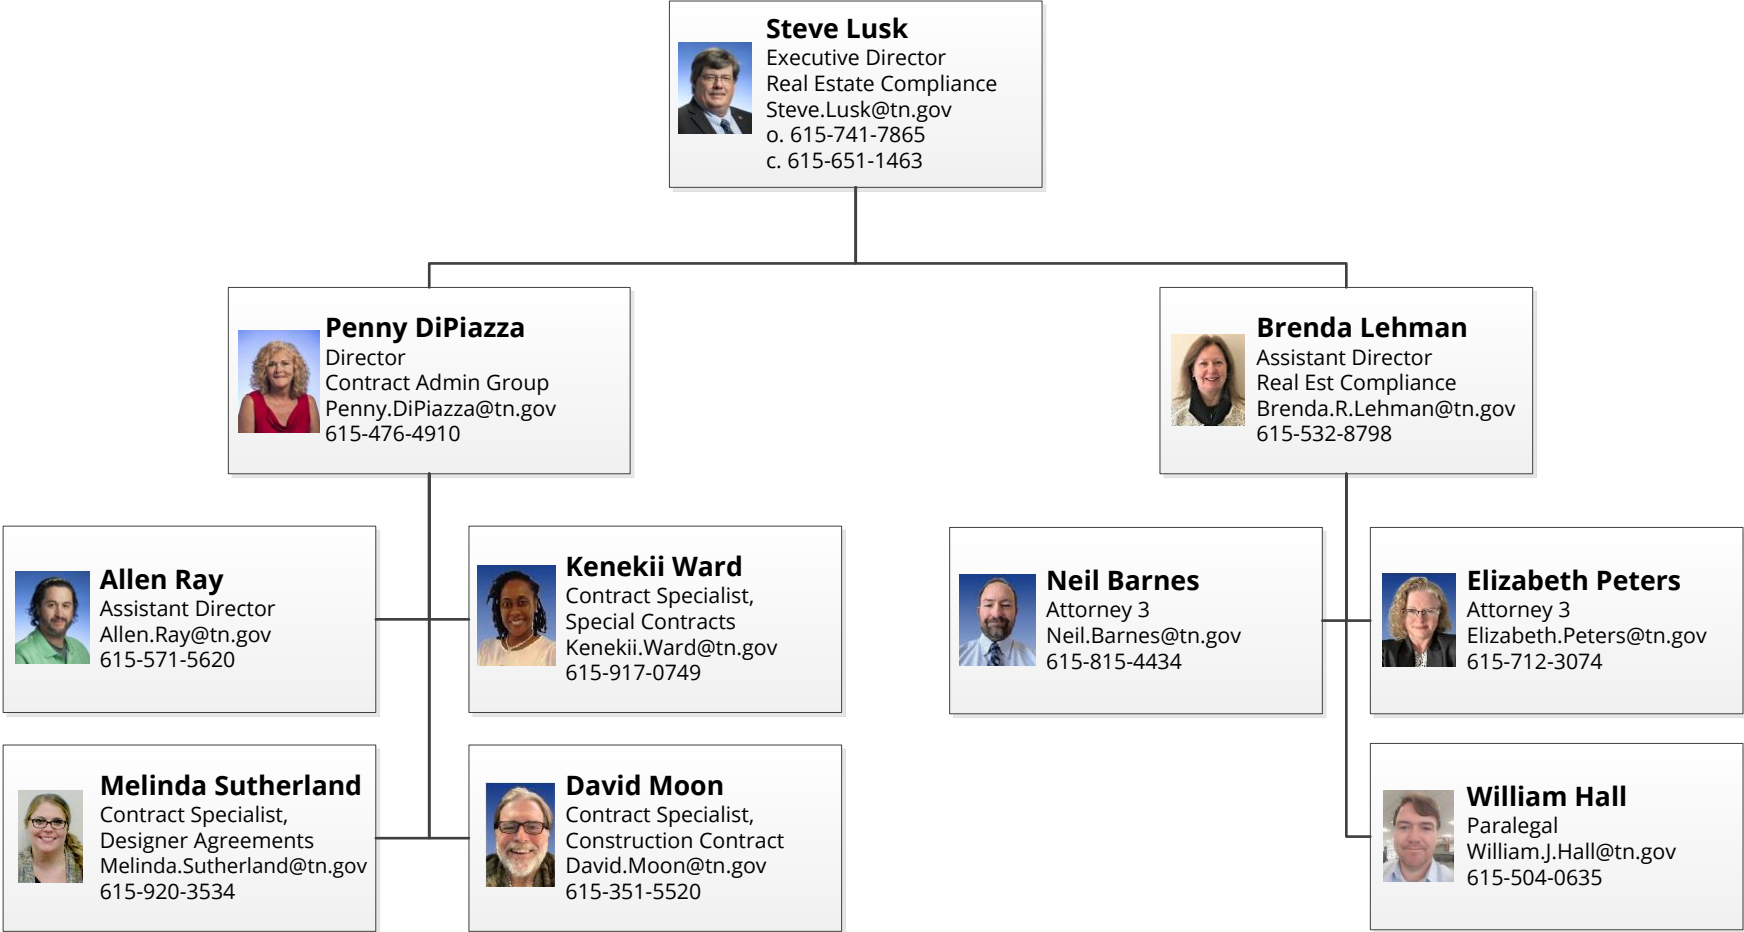 Steve Lusk
Executive Director
Real Estate Compliance
Steve.Lusk@tn.gov
o. 615-741-7865
c. 615-651-1463
Penny DiPiazza
Director
Contract Admin Group
Penny.DiPiazza@tn.gov
615-476-4910
Brenda Lehman
Assistant Director
Real Est Compliance
Brenda.R.Lehman@tn.gov
615-532-8798
Allen Ray
Assistant Director
Allen.Ray@tn.gov
615-571-5620
Kenekii Ward
Contract Specialist,
Special Contracts
Kenekii.Ward@tn.gov
615-917-0749
Neil Barnes
Attorney 3
Neil.Barnes@tn.gov
615-815-4434
Elizabeth Peters
Attorney 3
Elizabeth.Peters@tn.gov
615-712-3074
Melinda Sutherland
Contract Specialist,
Designer Agreements
Melinda.Sutherland@tn.gov
615-920-3534
David Moon
Contract Specialist,
Construction Contract
David.Moon@tn.gov
615-351-5520
William Hall
Paralegal
William.J.Hall@tn.gov
615-504-0635